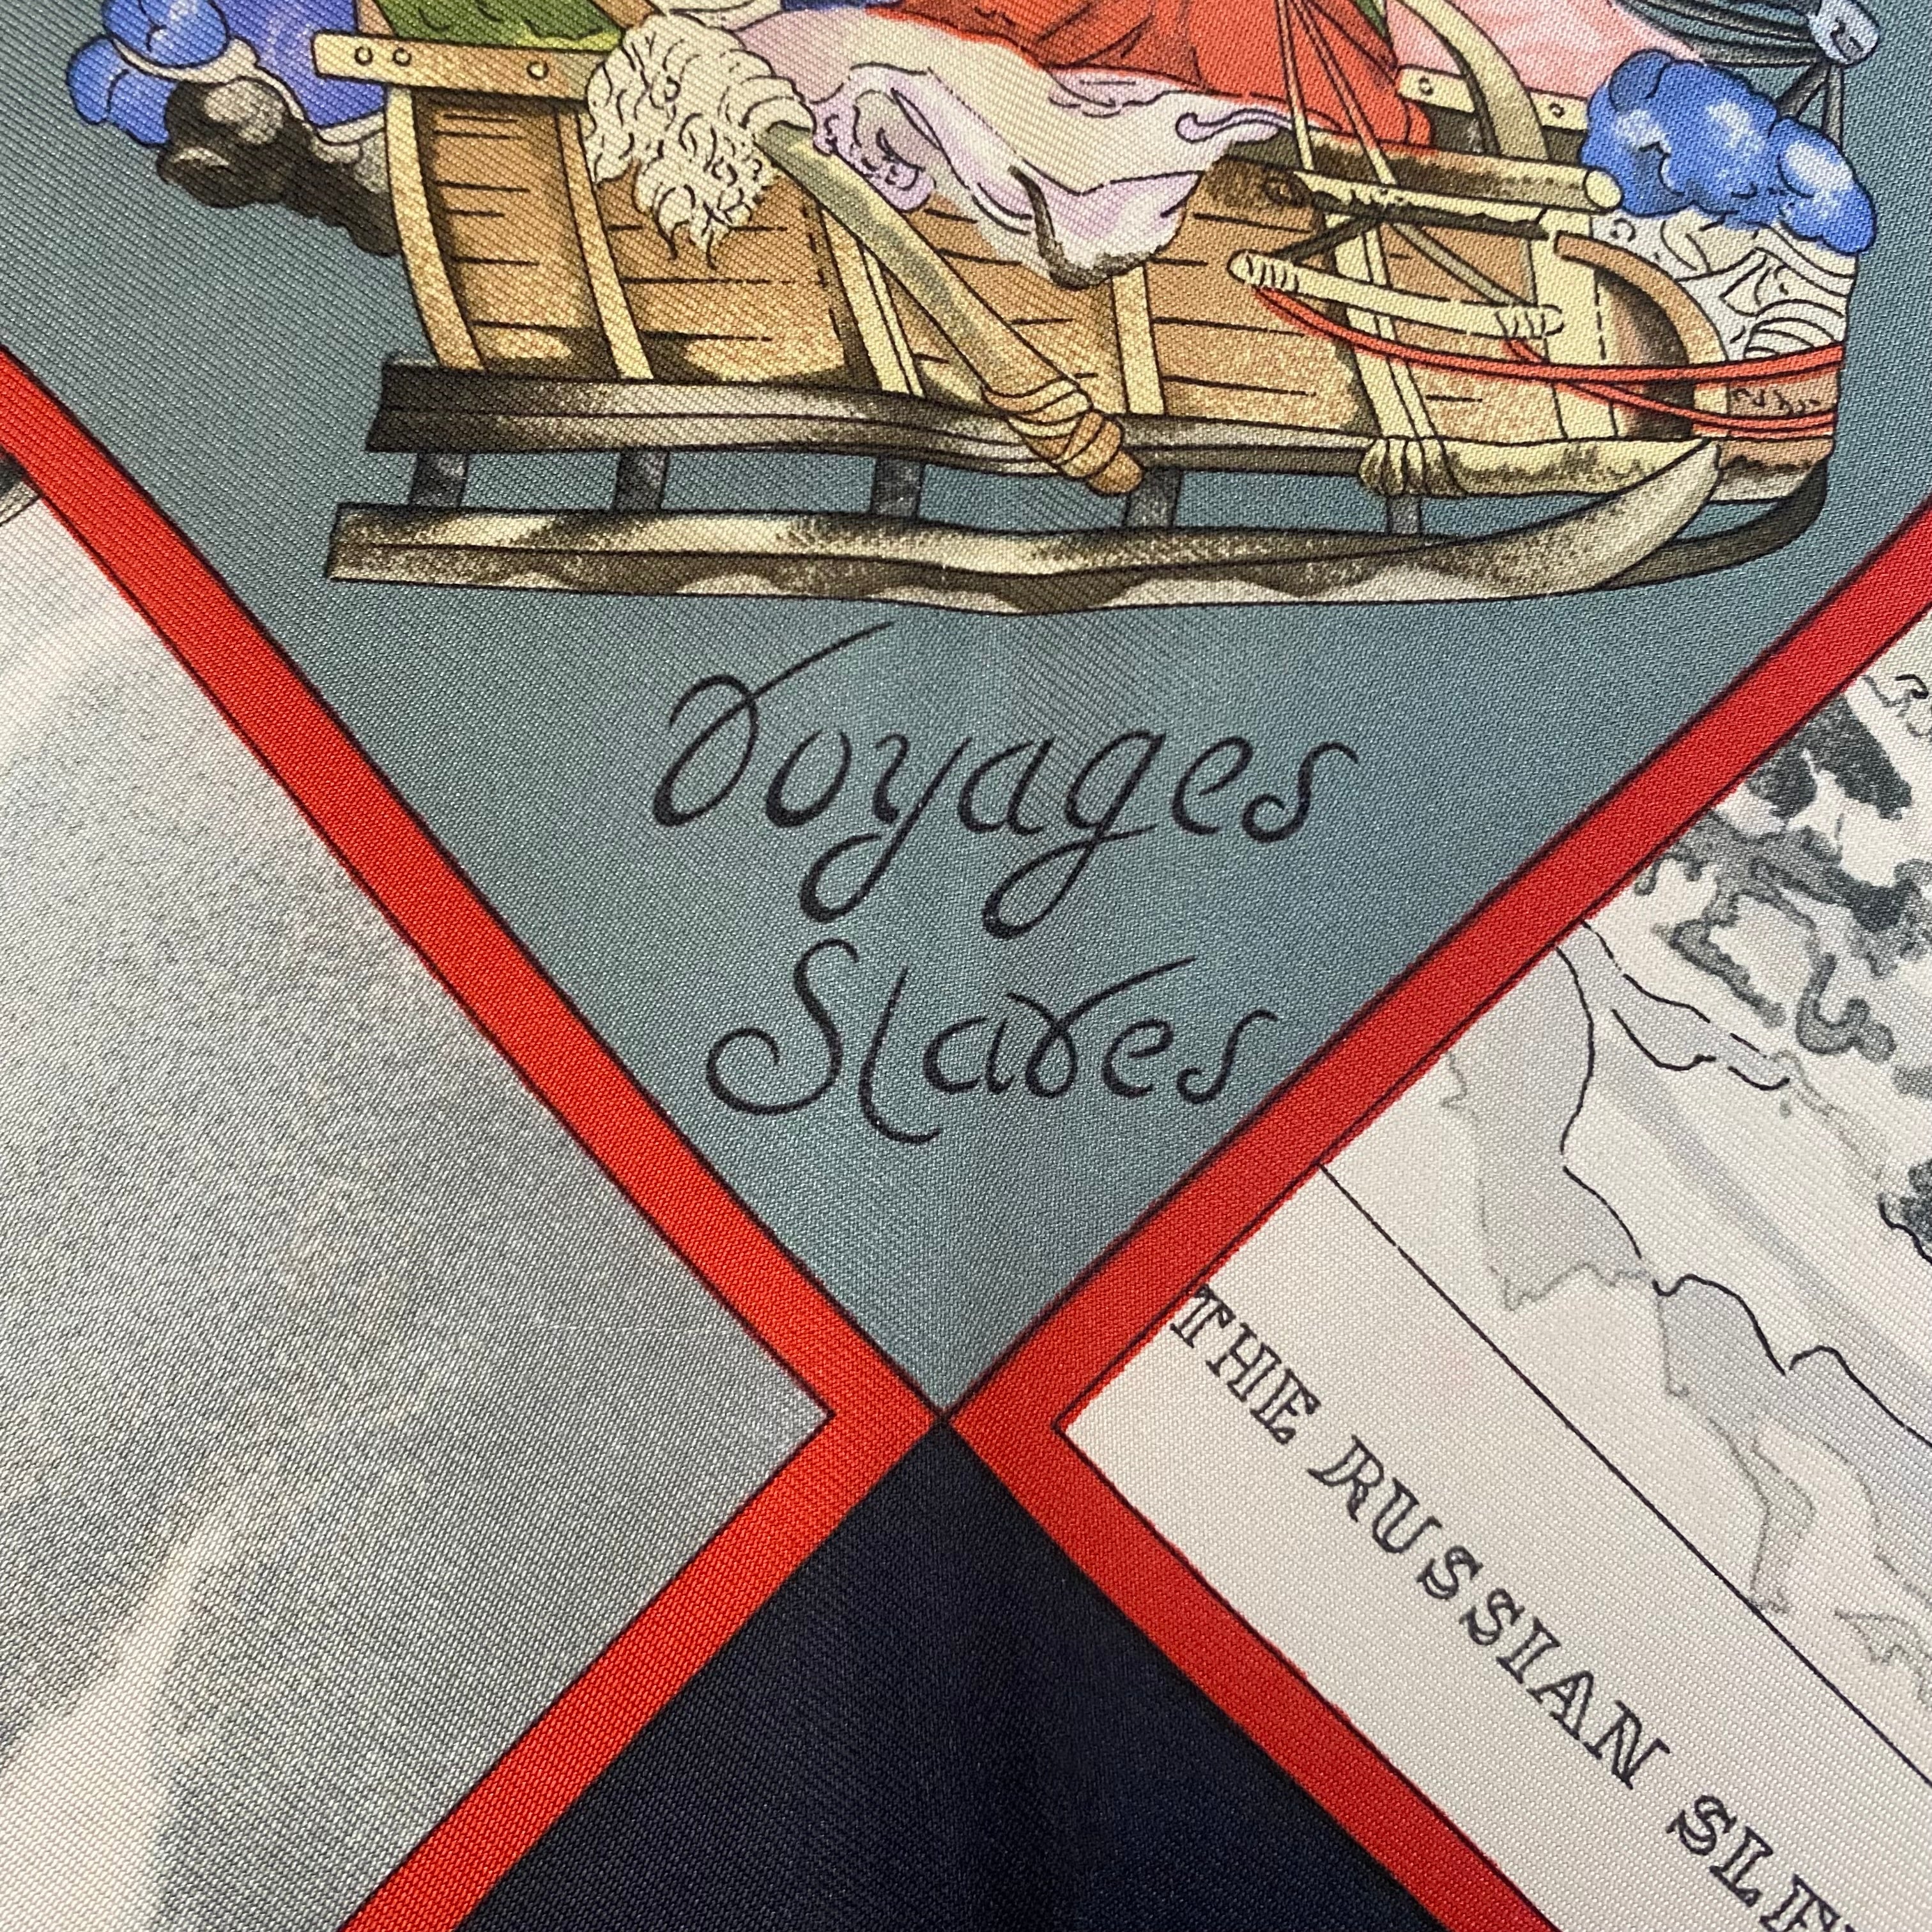 Voyages
Slaves
THE RUSSIAN SLE